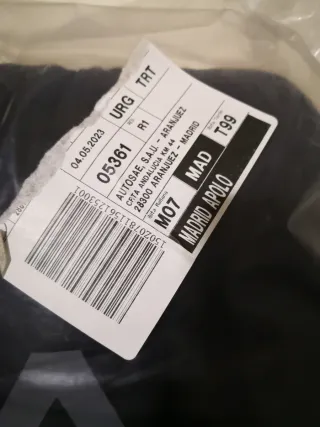 URG
TRT
04.05.2023
05361
R1
AUTOSAE, S.A.U. - ARANJUEZ
CRTA ANDALUCIA KM.44
28300 ARANJUEZ - MADRID
M07
MAD
T99
MADRID APOLO